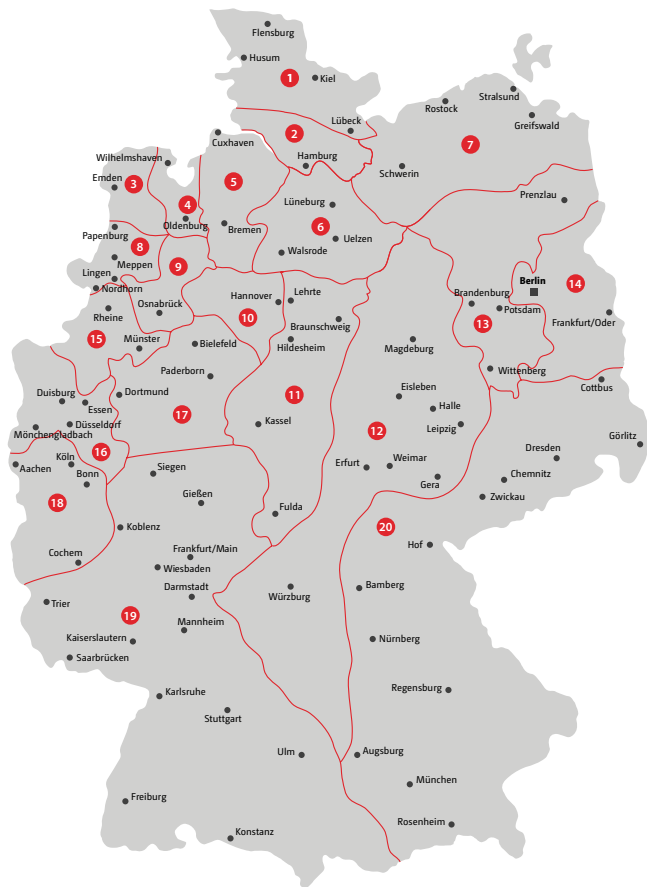 Flensburg
Husum
1
Kiel
Stralsund
Rostock
Greifswald
2
Lübeck
Cuxhaven
7
Hamburg
Wilhelmshaven
Schwerin
Emden
3
5
Prenzlau
4
Lüneburg
Oldenburg
Bremen
6
Papenburg
Uelzen
8
Walsrode
Meppen
9
Lingen
Berlin
14
Nordhorn
Hannover
Lehrte
Brandenburg
Osnabrück
Potsdam
Rheine
10
Frankfurt/Oder
Braunschweig
13
15
Münster
Bielefeld
Hildesheim
Magdeburg
Paderborn
Wittenberg
Cottbus
Duisburg
Dortmund
11
Eisleben
Essen
Halle
17
Düsseldorf
Kassel
12
Leipzig
Mönchengladbach
Görlitz
16
Dresden
Köln
Aachen
Siegen
Erfurt
Weimar
Bonn
Gera
Chemnitz
Zwickau
18
Gießen
Fulda
Koblenz
20
Hof
Cochem
Frankfurt/Main
Wiesbaden
Darmstadt
Würzburg
Bamberg
Trier
19
Mannheim
Kaiserslautern
Nürnberg
Saarbrücken
Karlsruhe
Regensburg
Stuttgart
Ulm
Augsburg
München
Freiburg
Rosenheim
Konstanz